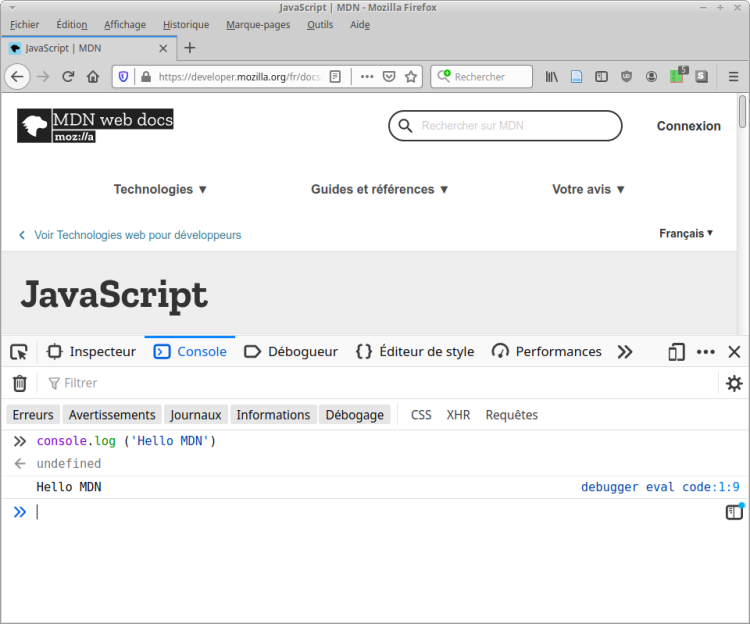 JavaScript | MDN - Mozilla Firefox
Fichier Édition Affichage Historique Marque-pages Outils Aide
JavaScript | MDN
https://developer.mozilla.org/fr/docs Rechercher 5
MDN web docs
moz://a
Rechercher sur MDN
Connexion
Technologies ▼ Guides et références ▼ Votre avis ▼
Voir Technologies web pour développeurs
Français ▼
JavaScript
Inspecteur Console Débogueur {} Éditeur de style Performances
Filtrer
Erreurs Avertissements Journaux Informations Débogage CSS XHR Requêtes
console.log ('Hello MDN')
undefined
Hello MDN debugger eval code:1:9